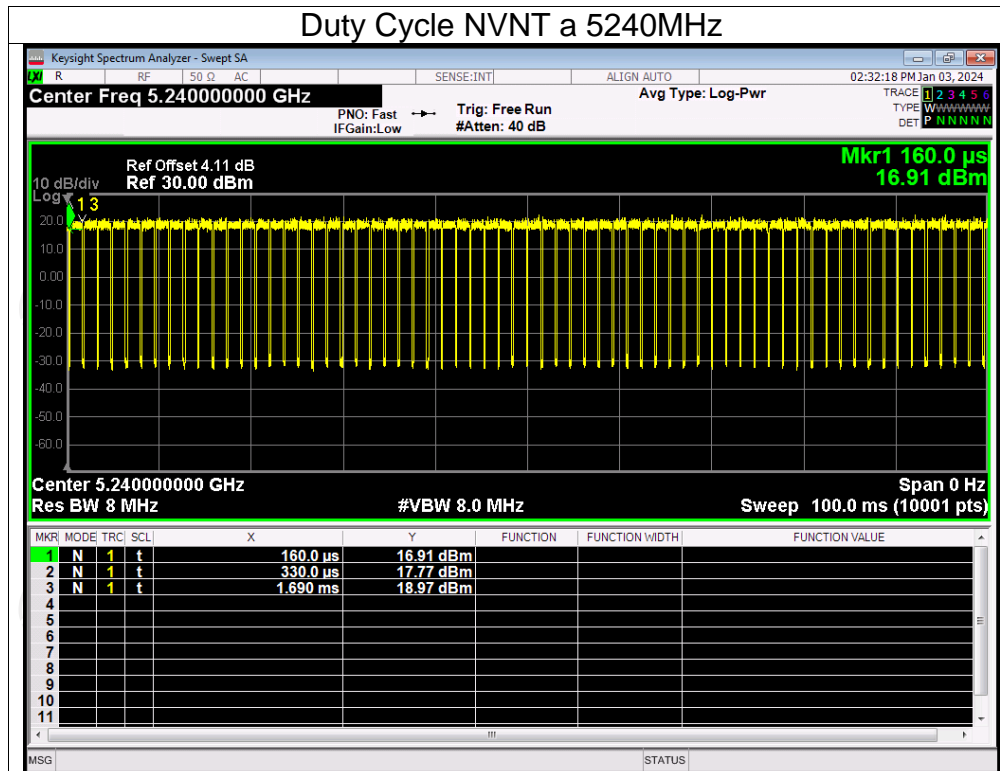 Duty Cycle NVNT a 5240MHz
Keysight Spectrum Analyzer - Swept SA
LXI R RF 50 Ω AC SENSE:INT ALIGN AUTO 02:32:18 PM Jan 03, 2024
Center Freq 5.240000000 GHz Avg Type: Log-Pwr TRACE 1 2 3 4 5 6
PNO: Fast Trig: Free Run TYPE WWWWWW
IFGain:Low #Atten: 40 dB DET P N N N N N
Mkr1 160.0 µs
Ref Offset 4.11 dB 16.91 dBm
10 dB/div Ref 30.00 dBm
Log
1 3
20.0
10.0
0.00
-10.0
-20.0
-30.0
-40.0
-50.0
-60.0
Center 5.240000000 GHz Span 0 Hz
Res BW 8 MHz #VBW 8.0 MHz Sweep 100.0 ms (10001 pts)
MKR MODE TRC SCL X Y FUNCTION FUNCTION WIDTH FUNCTION VALUE
1 N 1 t 160.0 µs 16.91 dBm
2 N 1 t 330.0 µs 17.77 dBm
3 N 1 t 1.690 ms 18.97 dBm
4
5
6
7
8
9
10
11
MSG STATUS